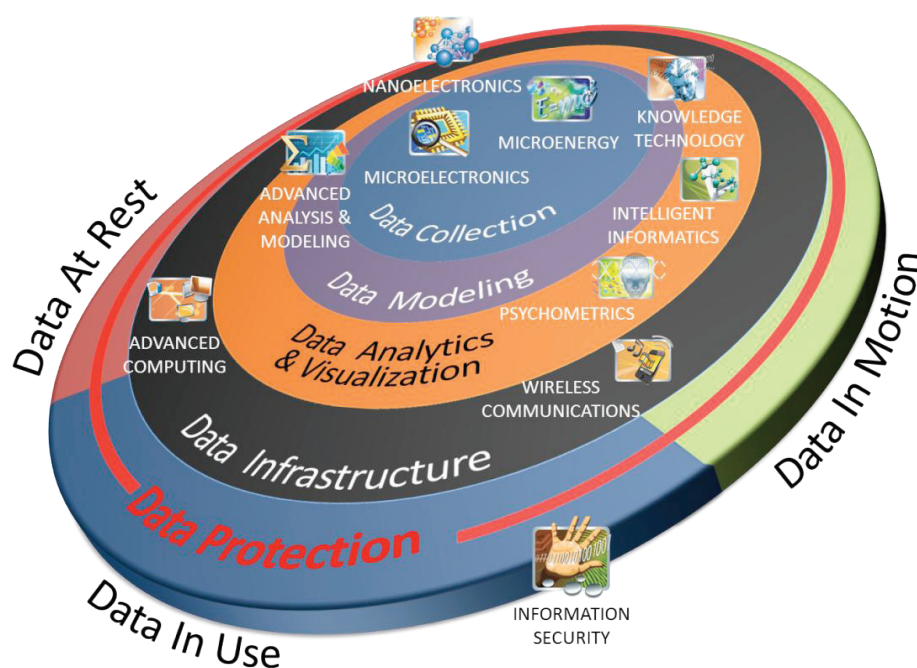 NANOELECTRONICS
MICROENERGY
KNOWLEDGE
TECHNOLOGY
MICROELECTRONICS
ADVANCED
ANALYSIS &
MODELING
INTELLIGENT
INFORMATICS
Data Collection
Data Modeling
PSYCHOMETRICS
Data Analytics
& Visualization
ADVANCED
COMPUTING
WIRELESS
COMMUNICATIONS
Data Infrastructure
Data Protection
Data At Rest
Data In Motion
Data In Use
INFORMATION
SECURITY